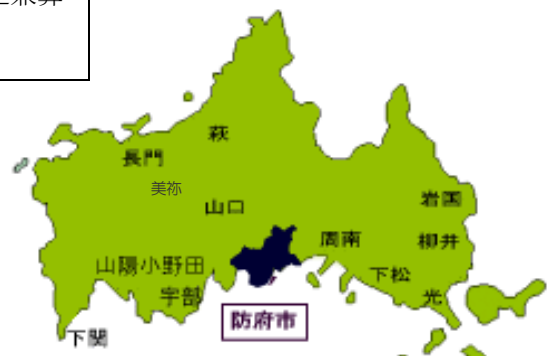 萩
長門
美祢
山口
岩国
周南
柳井
山陽小野田
下松
宇部
光
防府市
下関